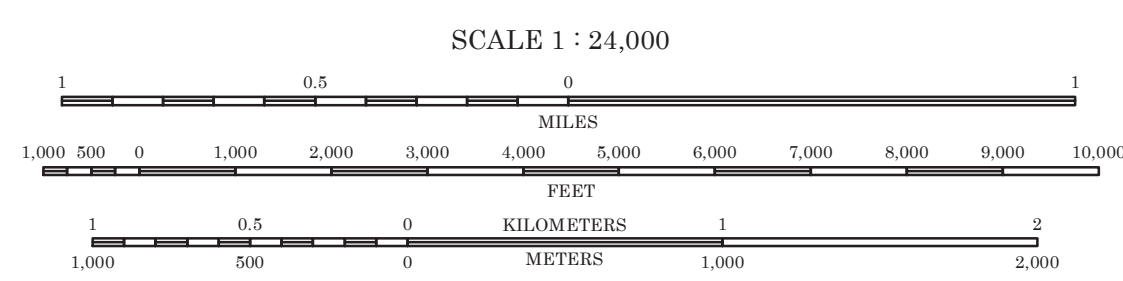 SCALE 1 : 24,000
1 0.5 0 1
MILES
1,000 500 0 1,000 2,000 3,000 4,000 5,000 6,000 7,000 8,000 9,000 10,000
FEET
1 0.5 0 KILOMETERS 1 2
1,000 500 0 METERS 1,000 2,000